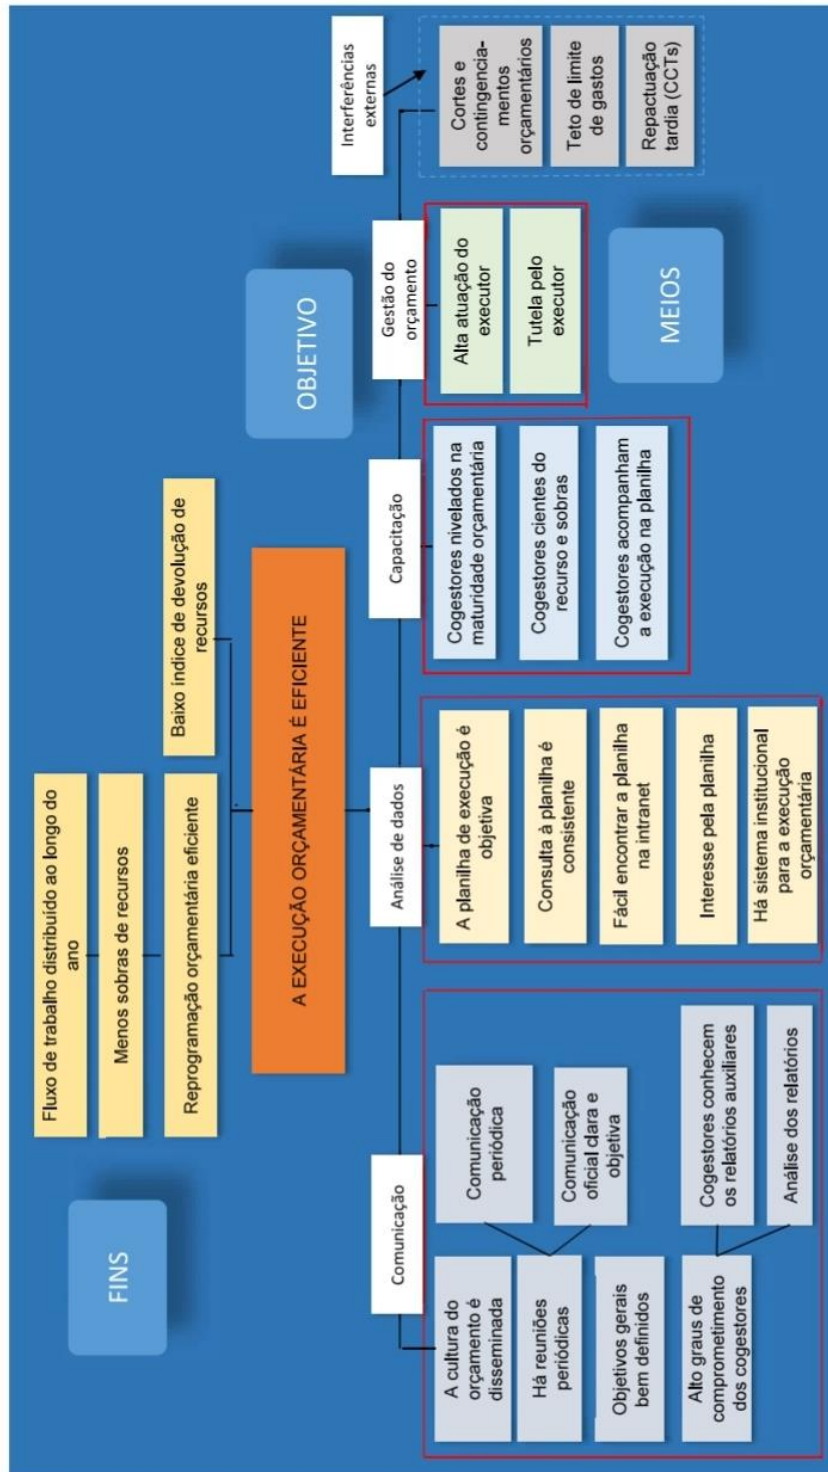 FINS
Fluxo de trabalho distribuído ao longo do
ano
Menos sobras de recursos
Reprogramação orçamentária eficiente
Baixo índice de devolução de
recursos
OBJETIVO
A EXECUÇÃO ORÇAMENTÁRIA É EFICIENTE
Interferências
externas
Comunicação
Análise de dados
Capacitação
Gestão do
orçamento
A cultura do
orçamento é
disseminada
Há reuniões
periódicas
Objetivos gerais
bem definidos
Alto graus de
comprometimento
dos cogestores
Comunicação
periódica
Comunicação
oficial clara e
objetiva
Cogestores conhecem
os relatórios auxiliares
Análise dos relatórios
A planilha de execução é
objetiva
Consulta à planilha é
consistente
Fácil encontrar a planilha
na intranet
Interesse pela planilha
Há sistema institucional
para a execução
orçamentária
Cogestores nivelados na
maturidade orçamentária
Cogestores cientes do
recurso e sobras
Cogestores acompanham
a execução na planilha
Alta atuação do
executor
Tutela pelo
executor
Cortes e
contingencia-
mentos
orçamentários
Teto de limite
de gastos
Repactuação
tardia (CCTs)
MEIOS